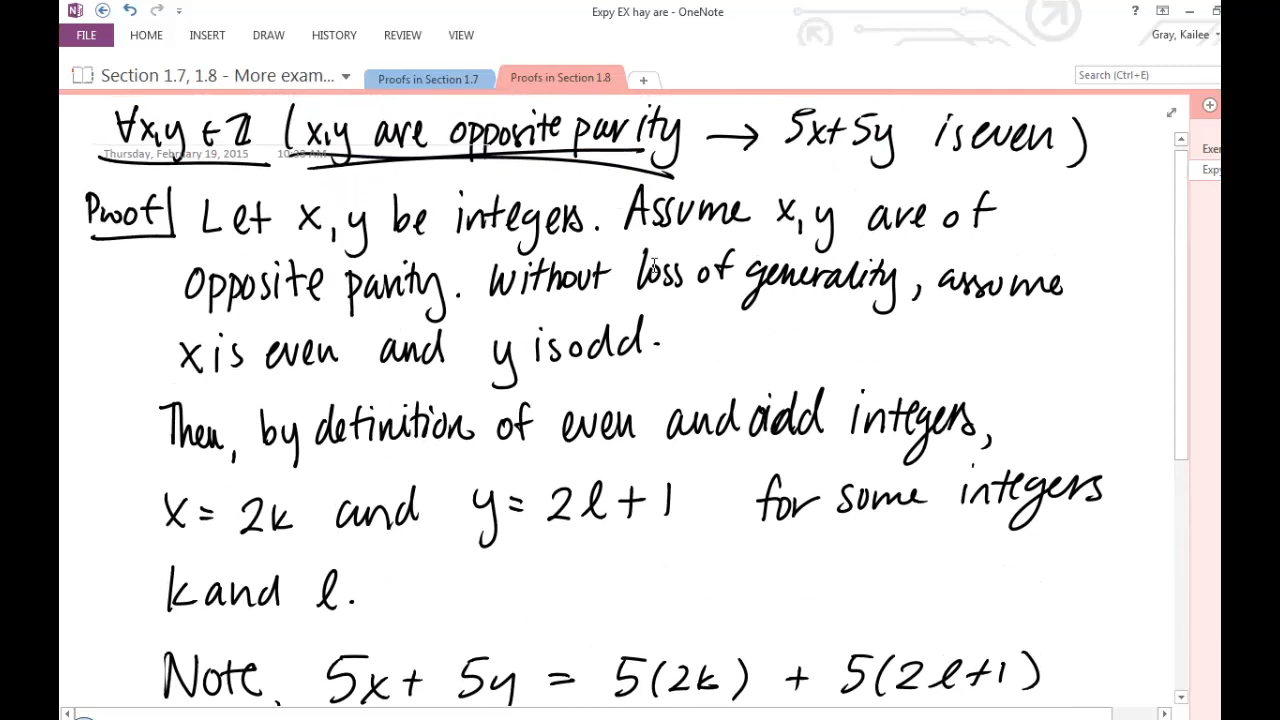 Expy EX hay are - OneNote
?
FILE HOME INSERT DRAW HISTORY REVIEW VIEW
Gray, Kailee
Section 1.7, 1.8 - More exam...
Proofs in Section 1.7
Proofs in Section 1.8
Search (Ctrl+E)
∀x,y ∈ ℤ (x,y are opposite parity → 5x+5y is even)
Thursday, February 19, 2015
Exer
Expy
Proof Let x, y be integers. Assume x, y are of
opposite parity. Without loss of generality, assume
x is even and y is odd.
Then, by definition of even and odd integers,
x = 2k and y = 2l + 1 for some integers
k and l.
Note, 5x + 5y = 5(2k) + 5(2l+1)